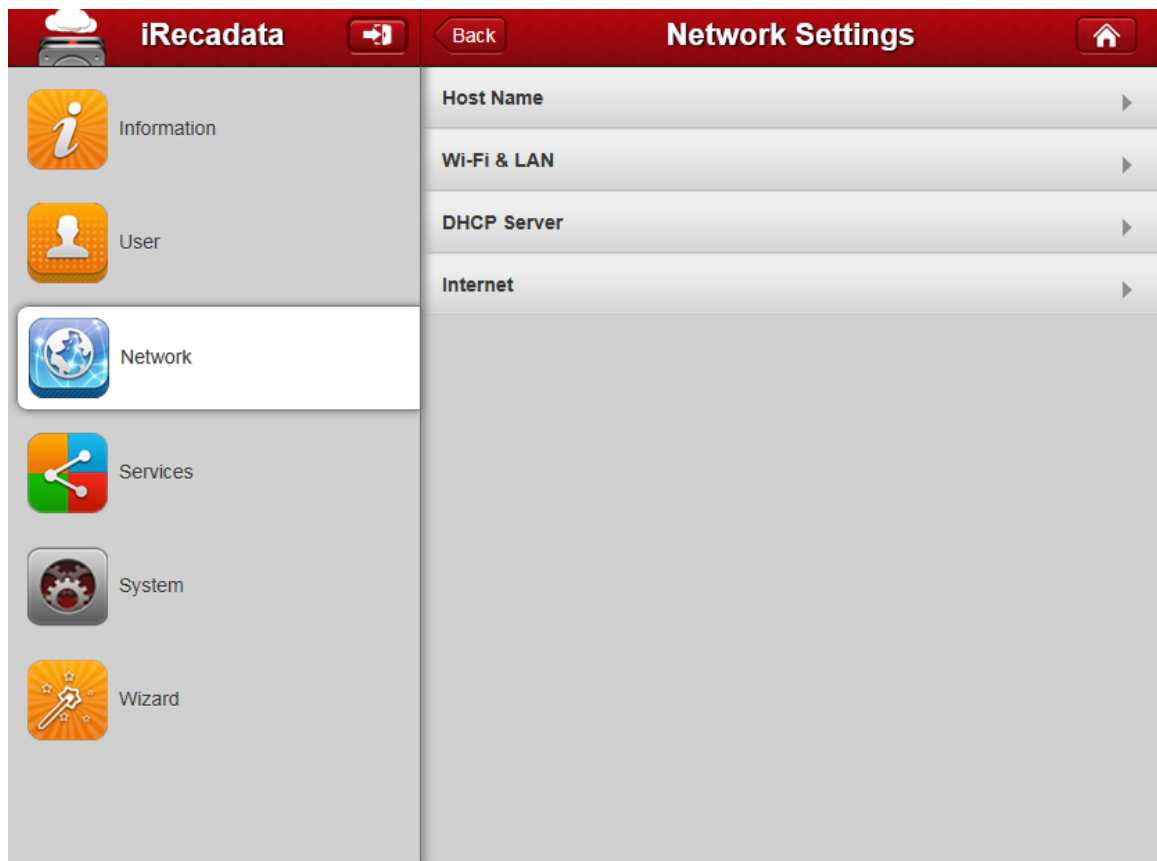 iRecadata
Back
Network Settings
Information
User
Network
Services
System
Wizard
Host Name
Wi-Fi & LAN
DHCP Server
Internet